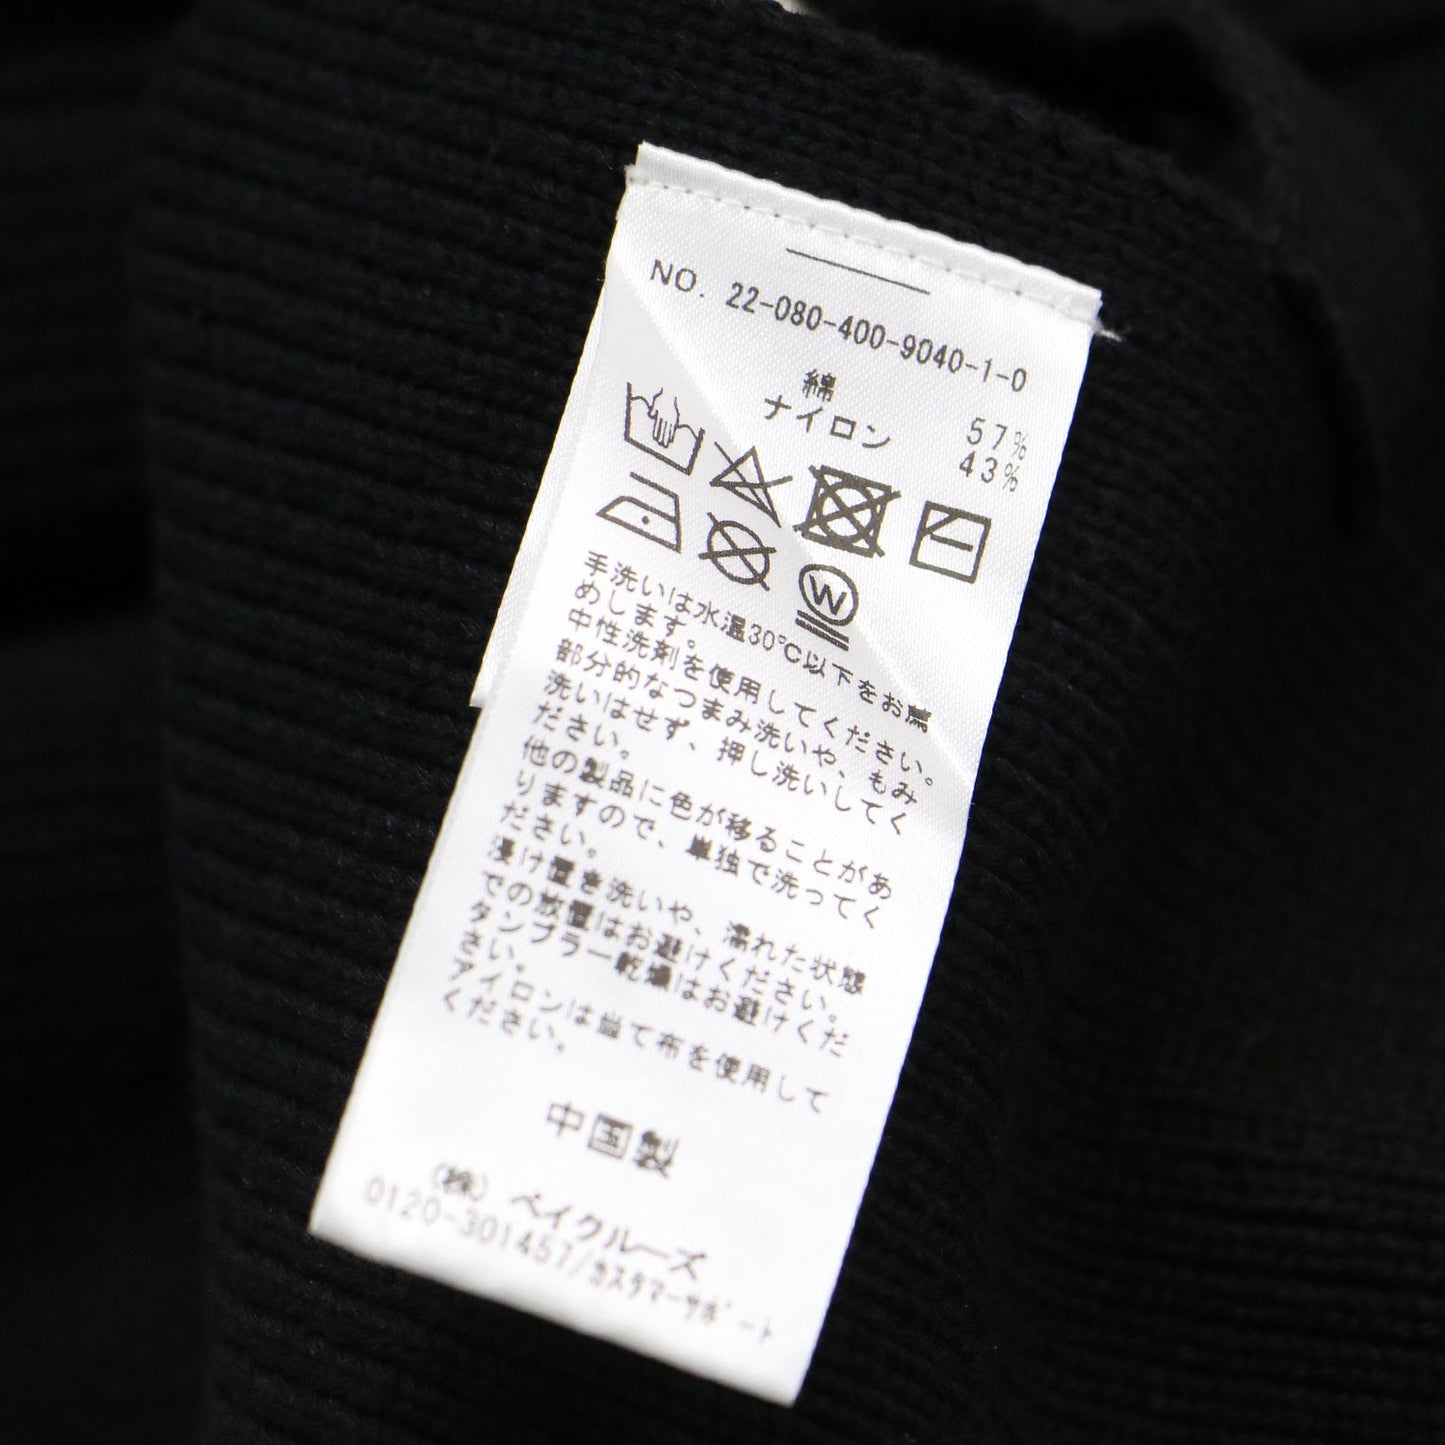 NO. 22-080-400-9040-1-0
綿 57%
ナイロン 43%
W
手洗いは水温30℃以下をお薦
めします。
中性洗剤を使用してください。
部分的なつまみ洗いや、もみ
洗いはせず、押し洗いしてく
ださい。
他の製品に色が移ることがあ
りますので、単独で洗ってく
ださい。
浸け置き洗いや、濡れた状態
での放置はお避けください。
タンブラー乾燥はお避けくだ
さい。
アイロンは当て布を使用して
ください。
中国製
(株) ベイクルーズ
0120-301457/カスタマーサポート